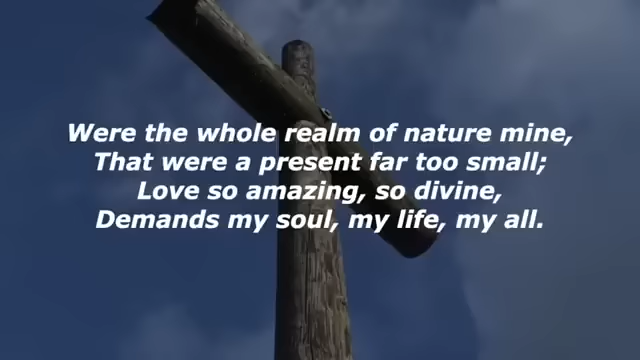 Were the whole realm of nature mine,
That were a present far too small;
Love so amazing, so divine,
Demands my soul, my life, my all.